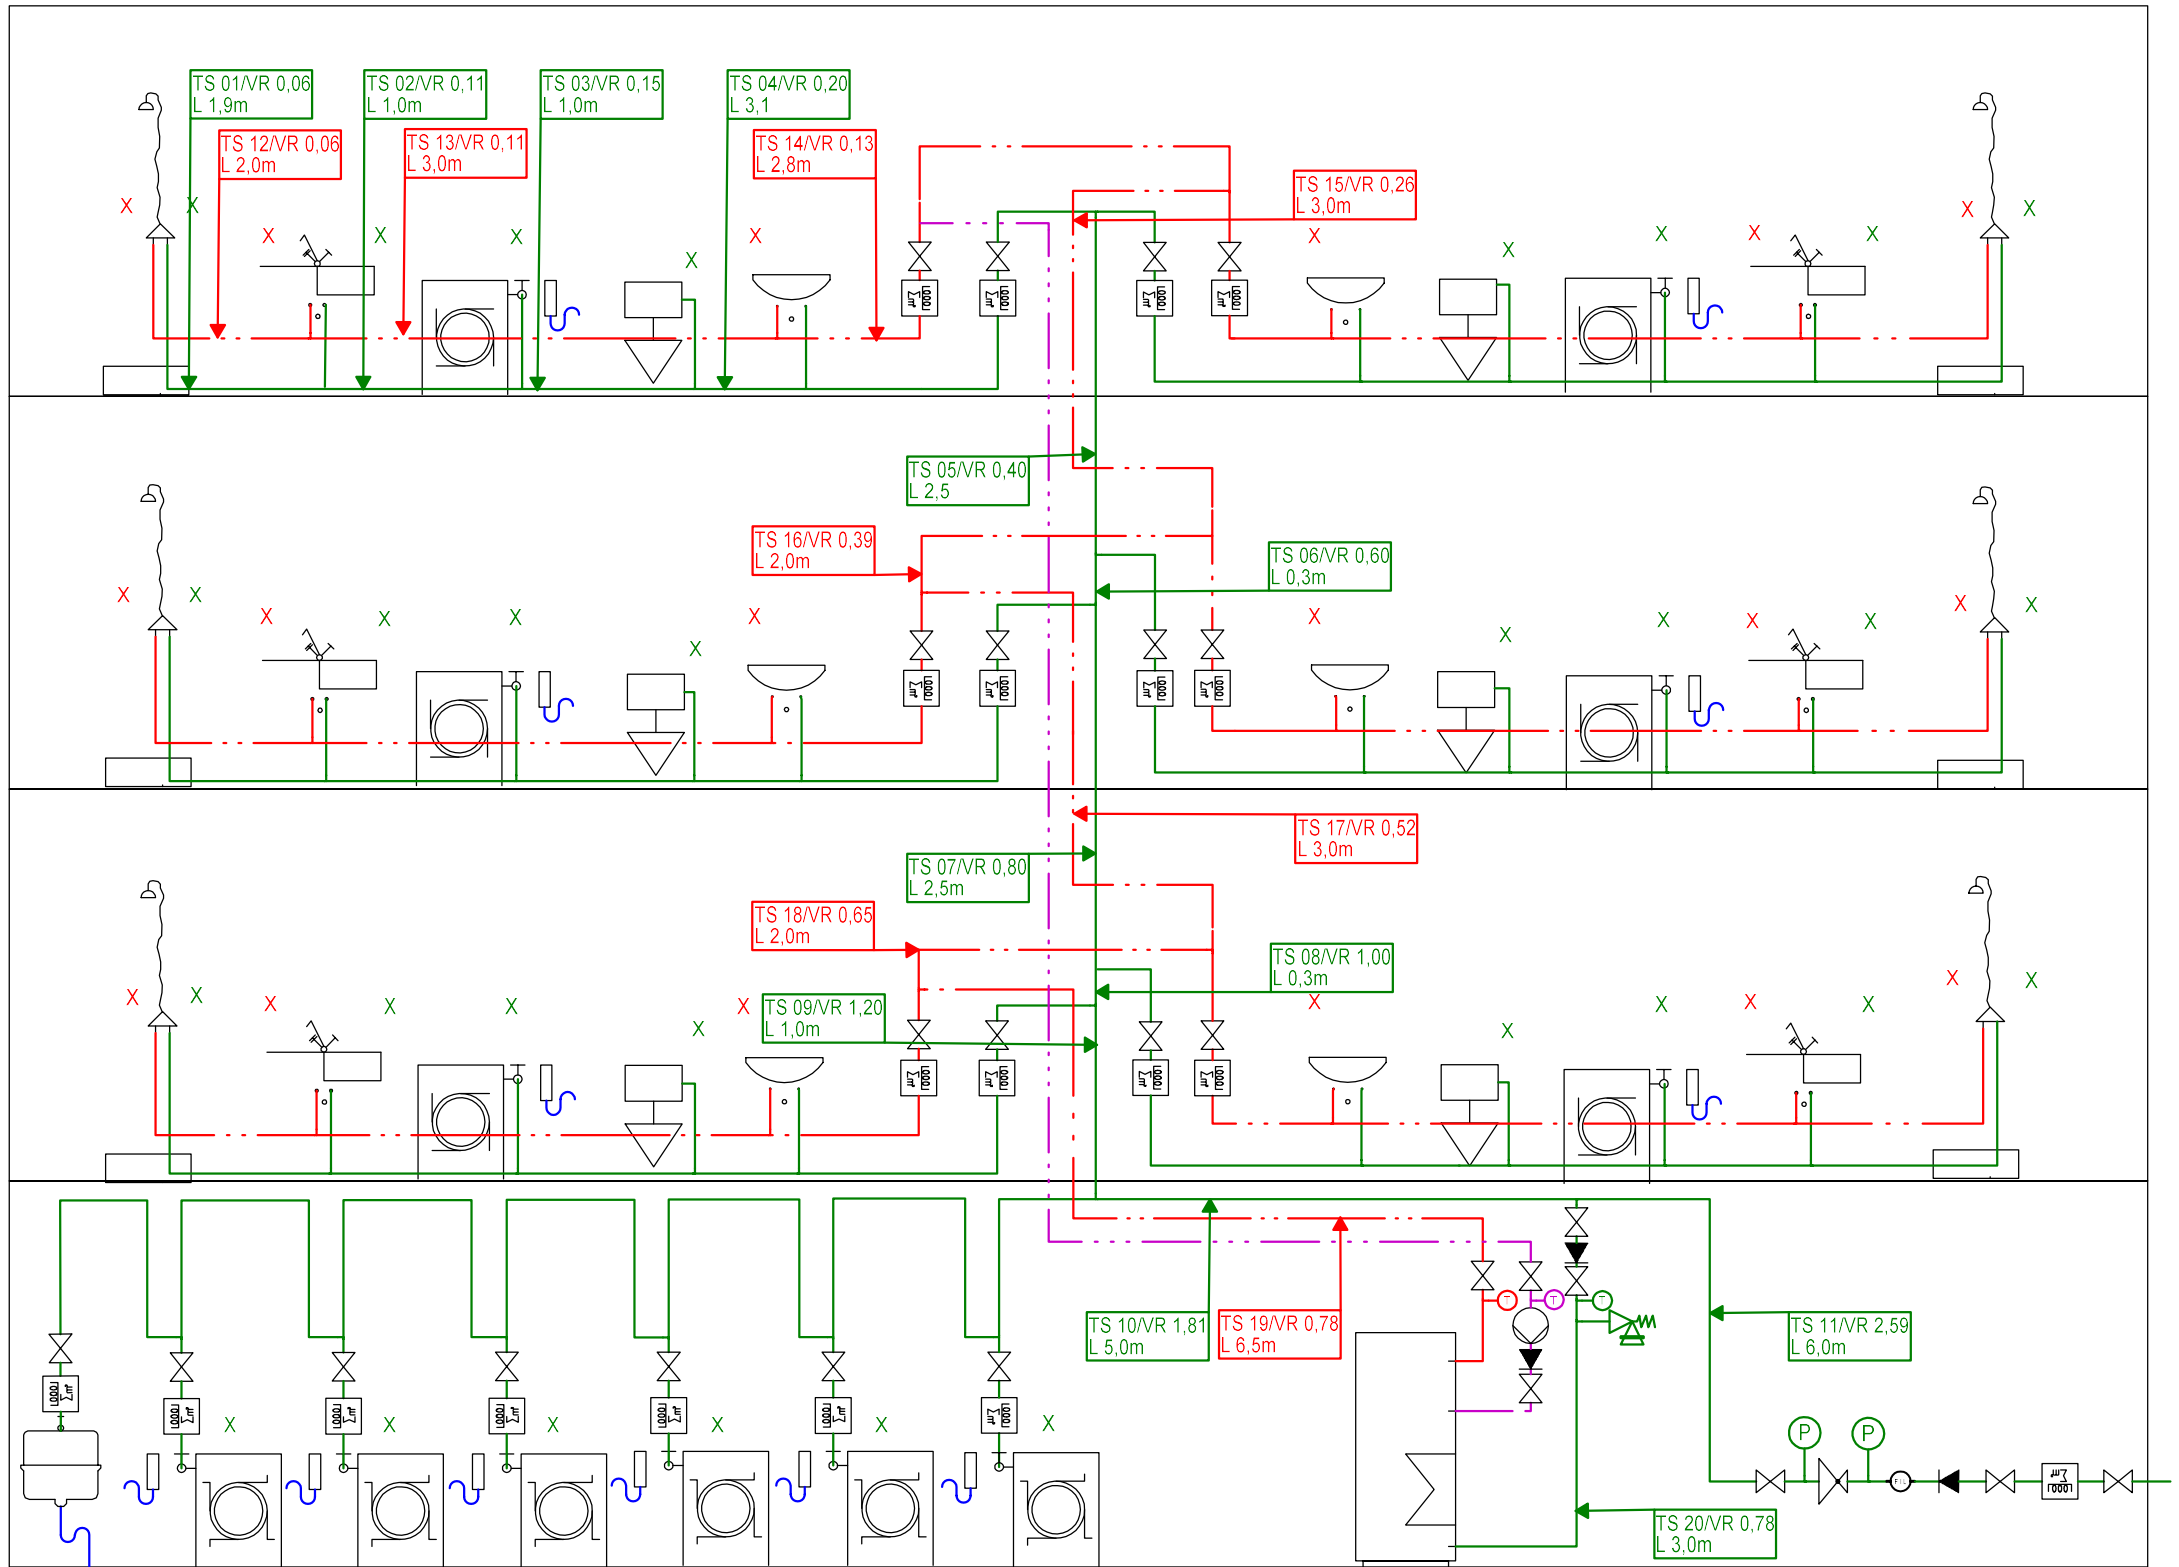 TS 01/VR 0,06
L 1,9m
TS 02/VR 0,11
L 1,0m
TS 03/VR 0,15
L 1,0m
TS 04/VR 0,20
L 3,1
TS 12/VR 0,06
L 2,0m
TS 13/VR 0,11
L 3,0m
TS 14/VR 0,13
L 2,8m
TS 15/VR 0,26
L 3,0m
X X
X X X X X X X X X X X X
X X
TS 05/VR 0,40
L 2,5
TS 16/VR 0,39
L 2,0m
TS 06/VR 0,60
L 0,3m
X X X X X X X X X X X X X X
TS 17/VR 0,52
L 3,0m
TS 07/VR 0,80
L 2,5m
TS 18/VR 0,65
L 2,0m
TS 08/VR 1,00
L 0,3m
TS 09/VR 1,20
L 1,0m
X X X X X X X X X X X X X X
TS 10/VR 1,81
L 5,0m
TS 19/VR 0,78
L 6,5m
T T T
TS 11/VR 2,59
L 6,0m
X X X X X X
P P
FIL
TS 20/VR 0,78
L 3,0m